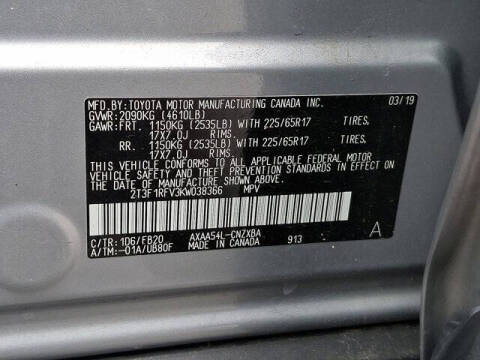 MFD.BY:TOYOTA MOTOR MANUFACTURING CANADA INC. 03/19
GVWR:2090KG (4610LB)
GAWR:FRT. 1150KG (2535LB) WITH 225/65R17 TIRES.
17X7.0J RIMS.
RR. 1150KG (2535LB) WITH 225/65R17 TIRES.
17X7.0J RIMS.
THIS VEHICLE CONFORMS TO ALL APPLICABLE FEDERAL MOTOR
VEHICLE SAFETY AND THEFT PREVENTION STANDARDS IN EFFECT
ON THE DATE OF MANUFACTURE SHOWN ABOVE.
2T3F1RFV3KW038366 MPV
C/TR:1D6/FB20 AXAA54L-CNZXBA A
A/TM:-01A/UB80F MADE IN CANADA 913